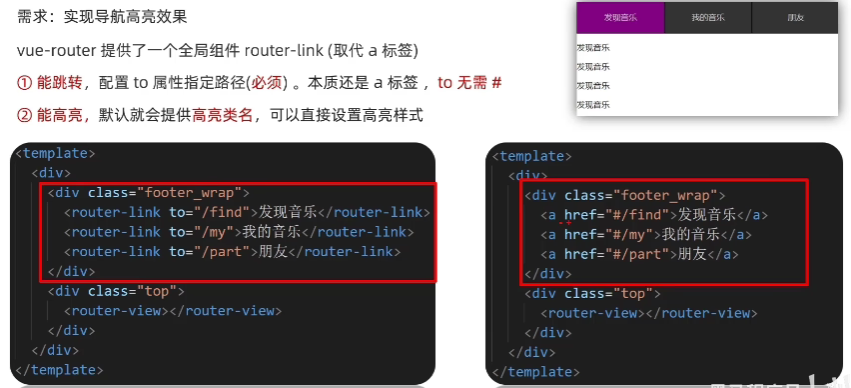 需求：实现导航高亮效果
vue-router 提供了一个全局组件 router-link (取代 a 标签)
① 能跳转，配置 to 属性指定路径(必须) 。本质还是 a 标签 ，to 无需 #
② 能高亮，默认就会提供高亮类名，可以直接设置高亮样式
发现音乐 我的音乐 朋友
发现音乐
发现音乐
发现音乐
发现音乐
<template>
<div>
<div class="footer_wrap">
<router-link to="/find">发现音乐</router-link>
<router-link to="/my">我的音乐</router-link>
<router-link to="/part">朋友</router-link>
</div>
<div class="top">
<router-view></router-view>
</div>
</div>
</template>
<template>
<div>
<div class="footer_wrap">
<a href="#/find">发现音乐</a>
<a href="#/my">我的音乐</a>
<a href="#/part">朋友</a>
</div>
<div class="top">
<router-view></router-view>
</div>
</div>
</template>